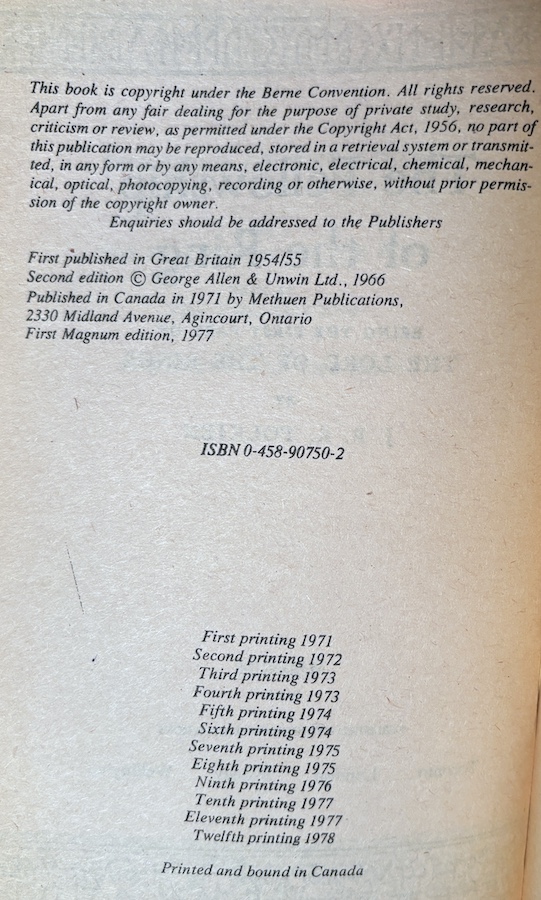 This book is copyright under the Berne Convention. All rights reserved.
Apart from any fair dealing for the purpose of private study, research,
criticism or review, as permitted under the Copyright Act, 1956, no part of
this publication may be reproduced, stored in a retrieval system or transmit-
ted, in any form or by any means, electronic, electrical, chemical, mechan-
ical, optical, photocopying, recording or otherwise, without prior permis-
sion of the copyright owner.
Enquiries should be addressed to the Publishers
First published in Great Britain 1954/55
Second edition © George Allen & Unwin Ltd., 1966
Published in Canada in 1971 by Methuen Publications,
2330 Midland Avenue, Agincourt, Ontario
First Magnum edition, 1977
ISBN 0-458-90750-2
First printing 1971
Second printing 1972
Third printing 1973
Fourth printing 1973
Fifth printing 1974
Sixth printing 1974
Seventh printing 1975
Eighth printing 1975
Ninth printing 1976
Tenth printing 1977
Eleventh printing 1977
Twelfth printing 1978
Printed and bound in Canada